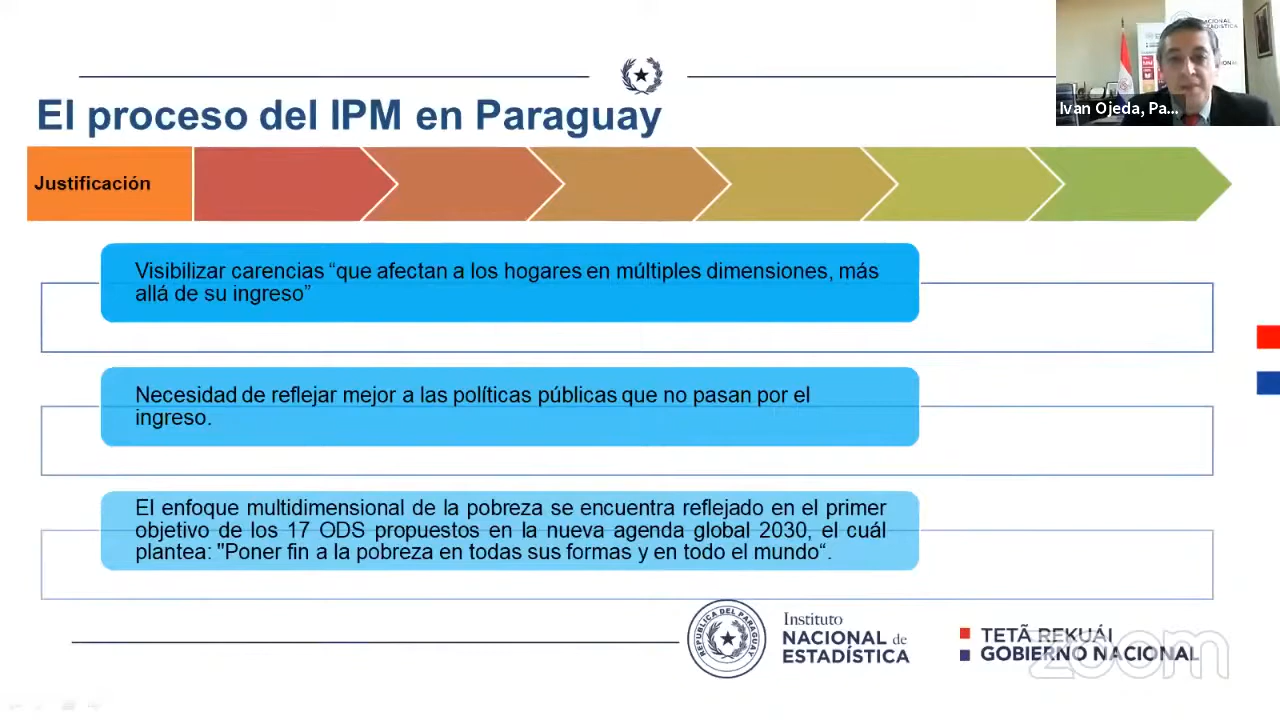 El proceso del IPM en Paraguay
Ivan Ojeda, Pa...
Justificación
Visibilizar carencias “que afectan a los hogares en múltiples dimensiones, más
allá de su ingreso”
Necesidad de reflejar mejor a las políticas públicas que no pasan por el
ingreso.
El enfoque multidimensional de la pobreza se encuentra reflejado en el primer
objetivo de los 17 ODS propuestos en la nueva agenda global 2030, el cuál
plantea: "Poner fin a la pobreza en todas sus formas y en todo el mundo“.
REPUBLICA DEL PARAGUAY
Instituto
NACIONAL de
ESTADÍSTICA
TETÃ REKUÁI
GOBIERNO NACIONAL
zoom